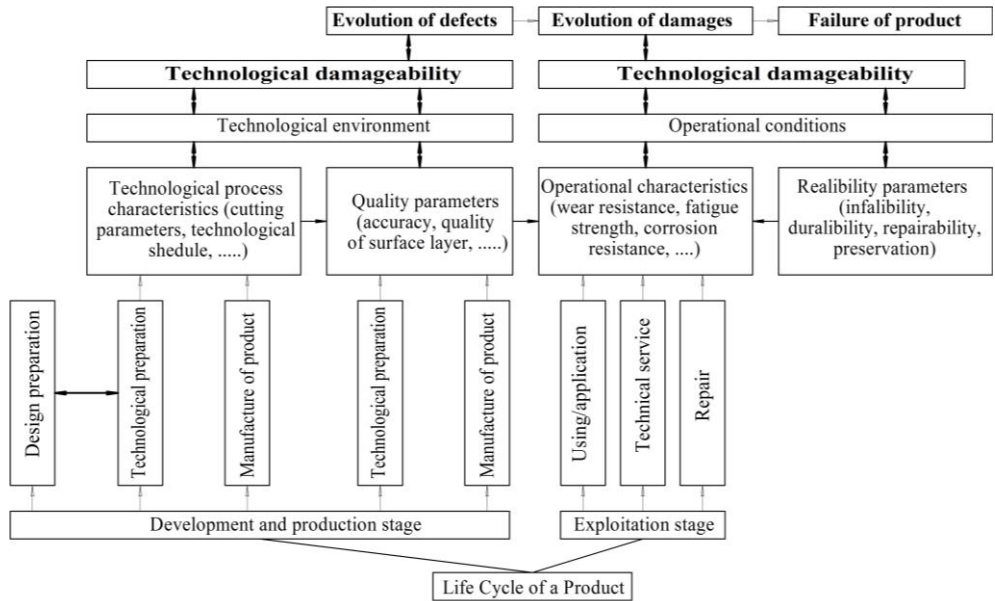 Evolution of defects
Evolution of damages
Failure of product
Technological damageability
Technological damageability
Technological environment
Operational conditions
Technological process
characteristics (cutting
parameters, technological
shedule, .....)
Quality parameters
(accuracy, quality
of surface layer, .....)
Operational characteristics
(wear resistance, fatigue
strength, corrosion
resistance, ....)
Realibility parameters
(infalibility,
duralibility, repairability,
preservation)
Design preparation
Technological preparation
Manufacture of product
Technological preparation
Manufacture of product
Using/application
Technical service
Repair
Development and production stage
Exploitation stage
Life Cycle of a Product